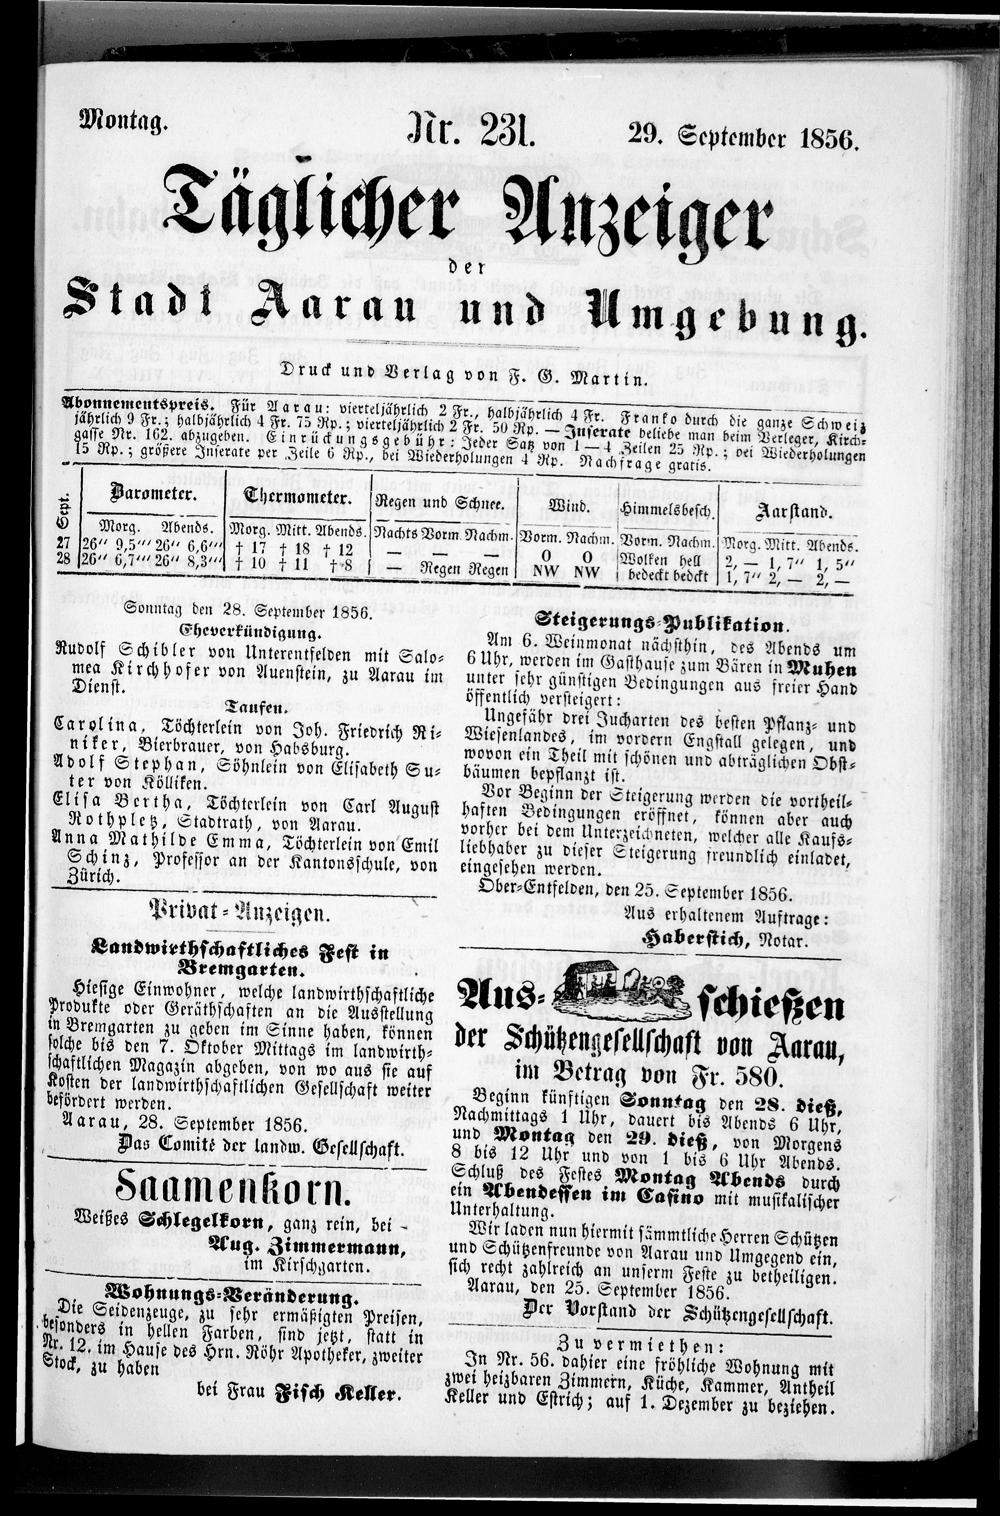 Montag.
Nr. 231.
29. September 1856.
Täglicher Anzeiger
der
Stadt Aarau und Umgebung.
Druck und Verlag von F. G. Martin.
Abonnementspreis. Für Aarau: vierteljährlich 2 Fr., halbjährlich 4 Fr. Franko durch die ganze Schweiz
jährlich 9 Fr.; halbjährlich 4 Fr. 75 Rp.; vierteljährlich 2 Fr. 50 Rp. — Inserate beliebe man beim Verleger, Kirch-
gasse Nr. 162. abzugeben. Einrückungsgebühr: Jeder Satz von 1—4 Zeilen 25 Rp.; bei Wiederholungen
15 Rp.; größere Inserate per Zeile 6 Rp., bei Wiederholungen 4 Rp. Nachfrage gratis.
Sept. Barometer. Thermometer. Regen und Schnee. Wind. Himmelsbesch. Aarstand.
Morg. Abends. Morg. Mitt. Abends. Nachts Vorm. Nachm. Vorm. Nachm. Vorm. Nachm. Morg. Mitt. Abends.
27 26" 9,5"' 26" 6,6"' † 17 † 18 † 12 — — — O O Wolken hell 2, — 1, 7" 1, 5"
28 26" 6,7"' 26" 8,3"' † 10 † 11 † 8 — Regen Regen NW NW bedeckt bedckt 1, 7" 2, — 2, —
Sonntag den 28. September 1856.
Eheverkündigung.
Rudolf Schibler von Unterentfelden mit Salo-
mea Kirchhofer von Auenstein, zu Aarau im
Dienst.
Taufen.
Carolina, Töchterlein von Joh. Friedrich Ri-
niker, Bierbrauer, von Habsburg.
Adolf Stephan, Söhnlein von Elisabeth Su-
ter von Kölliken.
Elisa Bertha, Töchterlein von Carl August
Rothpletz, Stadtrath, von Aarau.
Anna Mathilde Emma, Töchterlein von Emil
Schinz, Professor an der Kantonsschule, von
Zürich.
Privat-Anzeigen.
Landwirthschaftliches Fest in
Bremgarten.
Hiesige Einwohner, welche landwirthschaftliche
Produkte oder Geräthschaften an die Ausstellung
in Bremgarten zu geben im Sinne haben, können
solche bis den 7. Oktober Mittags im landwirth-
schaftlichen Magazin abgeben, von wo aus sie auf
Kosten der landwirthschaftlichen Gesellschaft weiter
befördert werden.
Aarau, 28. September 1856.
Das Comité der landw. Gesellschaft.
Saamenkorn.
Weißes Schlegelkorn, ganz rein, bei
Aug. Zimmermann,
im Kirschgarten.
Wohnungs-Veränderung.
Die Seidenzeuge, zu sehr ermäßigten Preisen,
besonders in hellen Farben, sind jetzt, statt in
Nr. 12. im Hause des Hrn. Röhr Apotheker, zweiter
Stock, zu haben
bei Frau Fisch Keller.
Steigerungs-Publikation.
Am 6. Weinmonat nächsthin, des Abends um
6 Uhr, werden im Gasthause zum Bären in Muhen
unter sehr günstigen Bedingungen aus freier Hand
öffentlich versteigert:
Ungefähr drei Jucharten des besten Pflanz- und
Wiesenlandes, im vordern Engstall gelegen, und
wovon ein Theil mit schönen und abträglichen Obst-
bäumen bepflanzt ist.
Vor Beginn der Steigerung werden die vortheil-
haften Bedingungen eröffnet, können aber auch
vorher bei dem Unterzeichneten, welcher alle Kaufs-
liebhaber zu dieser Steigerung freundlich einladet,
eingesehen werden.
Ober-Entfelden, den 25. September 1856.
Aus erhaltenem Auftrage:
Haberstich, Notar.
Aus- schießen
der Schützengesellschaft von Aarau,
im Betrag von Fr. 580.
Beginn künftigen Sonntag den 28. dieß,
Nachmittags 1 Uhr, dauert bis Abends 6 Uhr,
und Montag den 29. dieß, von Morgens
8 bis 12 Uhr und von 1 bis 6 Uhr Abends.
Schluß des Festes Montag Abends durch
ein Abendessen im Casino mit musikalischer
Unterhaltung.
Wir laden nun hiermit sämmtliche Herren Schützen
und Schützenfreunde von Aarau und Umgegend ein,
sich recht zahlreich an unserm Feste zu betheiligen.
Aarau, den 25. September 1856.
Der Vorstand der Schützengesellschaft.
Zu vermiethen:
In Nr. 56. dahier eine fröhliche Wohnung mit
zwei heizbaren Zimmern, Küche, Kammer, Antheil
Keller und Estrich; auf 1. Dezember zu beziehen.